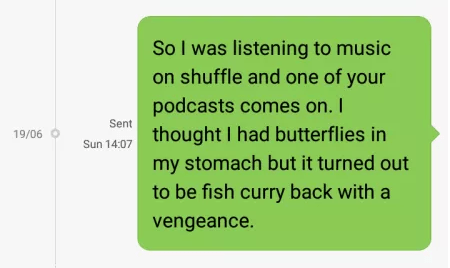 So I was listening to music
on shuffle and one of your
podcasts comes on. I
thought I had butterflies in
my stomach but it turned out
to be fish curry back with a
vengeance.
Sent
19/06
Sun 14:07